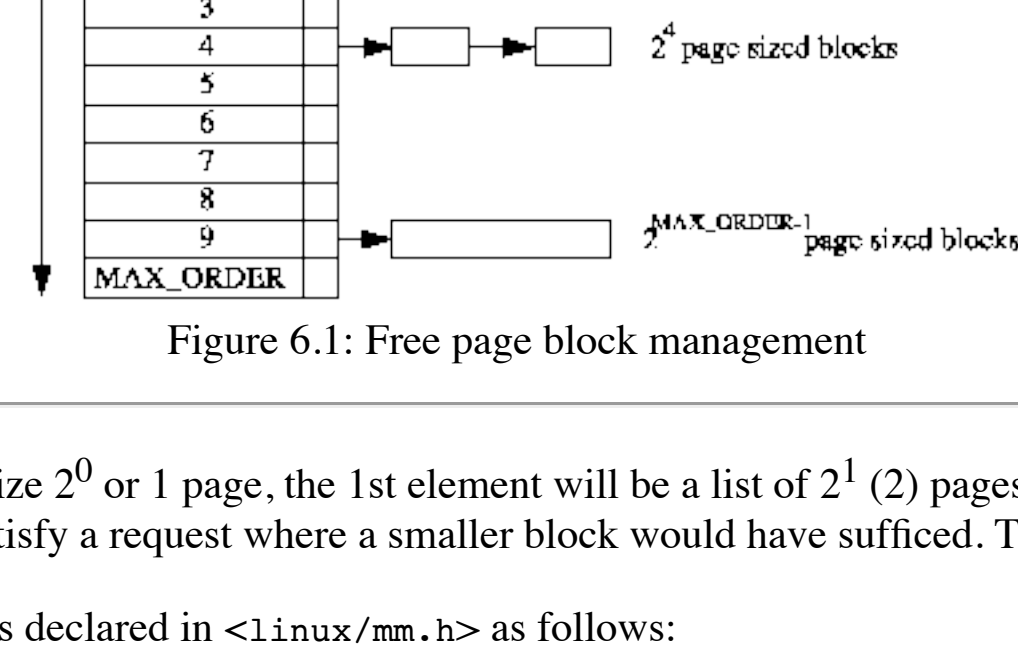 3
4 2^4 page sized blocks
5
6
7
8
9 2^MAX_ORDER-1 page sized blocks
MAX_ORDER
Figure 6.1: Free page block management
ize 2^0 or 1 page, the 1st element will be a list of 2^1 (2) pages
tisfy a request where a smaller block would have sufficed. T
s declared in <linux/mm.h> as follows: